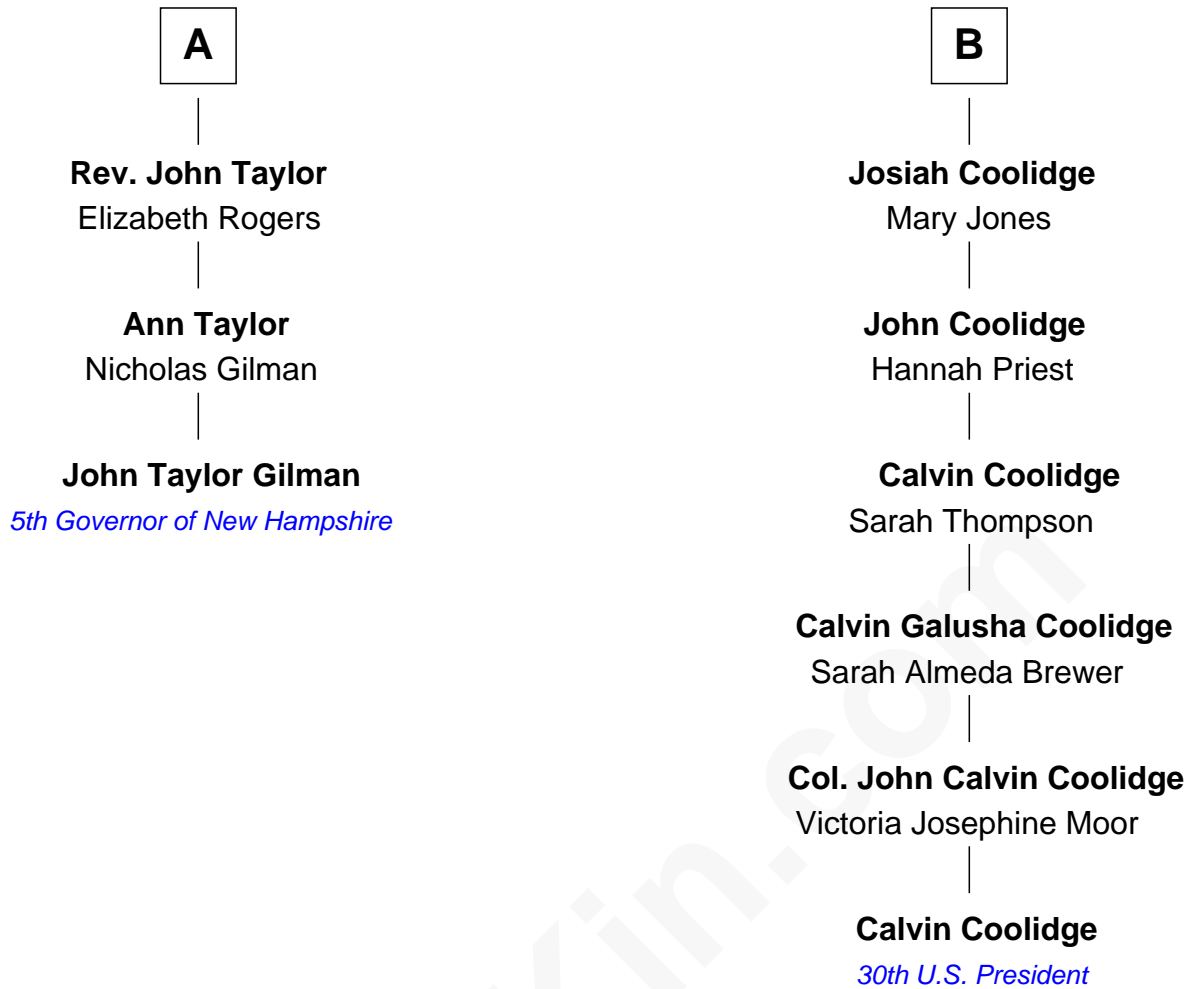 A
Rev. John Taylor
Elizabeth Rogers
Ann Taylor
Nicholas Gilman
John Taylor Gilman
5th Governor of New Hampshire
B
Josiah Coolidge
Mary Jones
John Coolidge
Hannah Priest
Calvin Coolidge
Sarah Thompson
Calvin Galusha Coolidge
Sarah Almeda Brewer
Col. John Calvin Coolidge
Victoria Josephine Moor
Calvin Coolidge
30th U.S. President